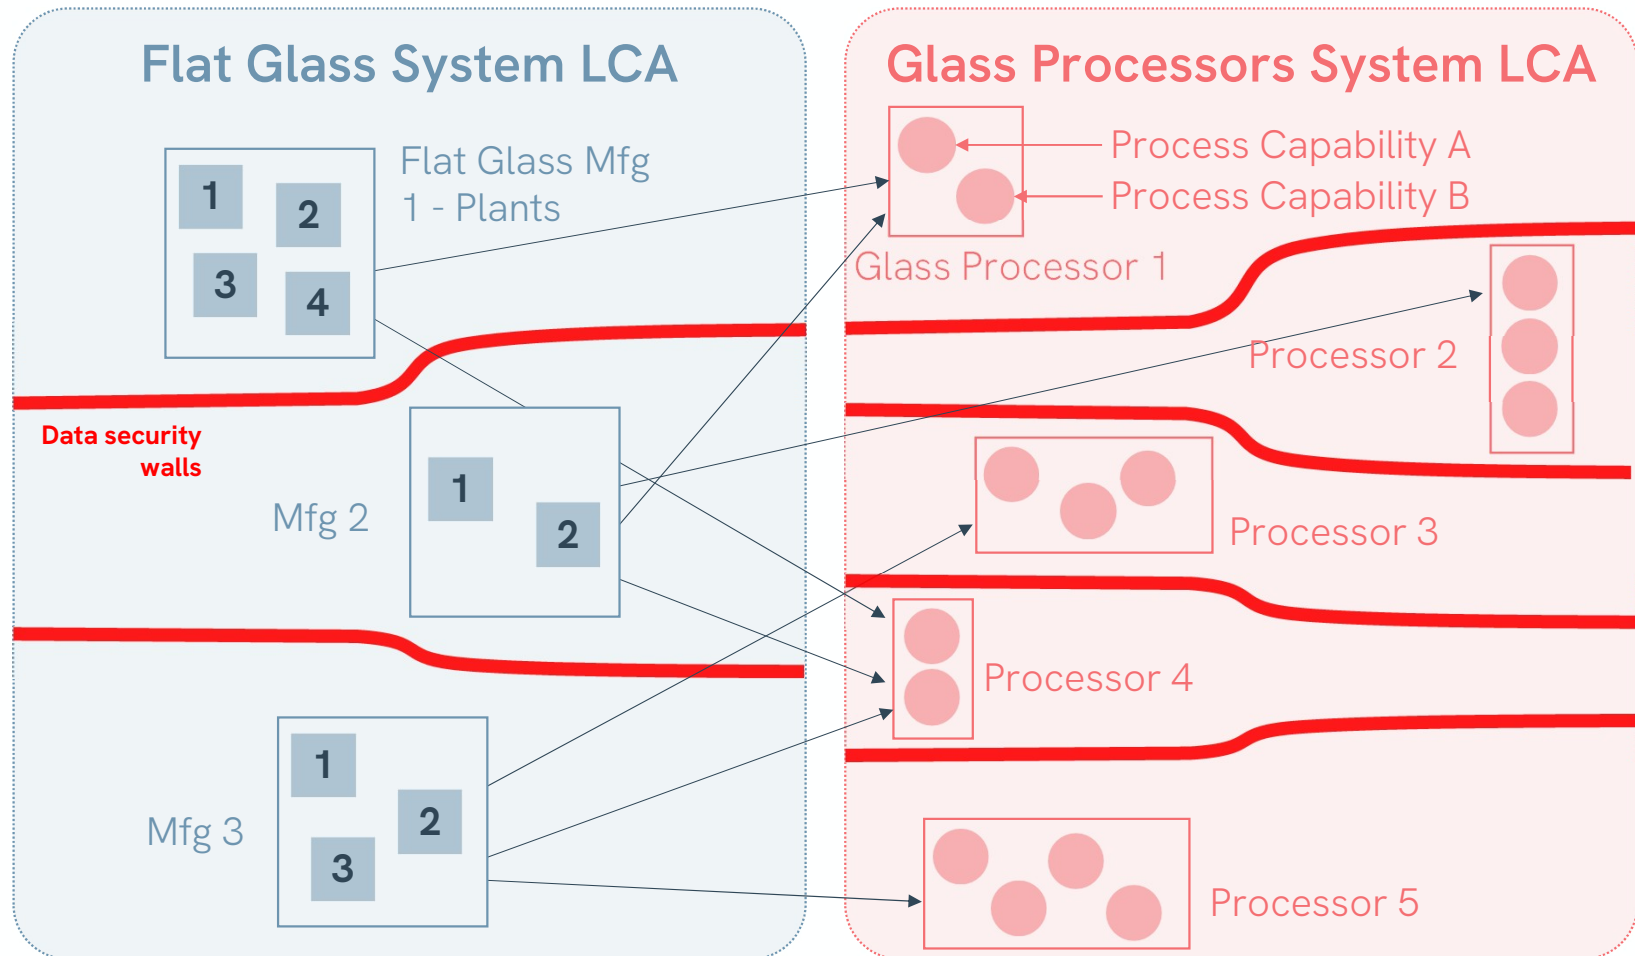 Flat Glass System LCA
1
2
3
4
Flat Glass Mfg
1 - Plants
Data security
walls
Mfg 2
1
2
Mfg 3
1
2
3
Glass Processors System LCA
Process Capability A
Process Capability B
Glass Processor 1
Processor 2
Processor 3
Processor 4
Processor 5